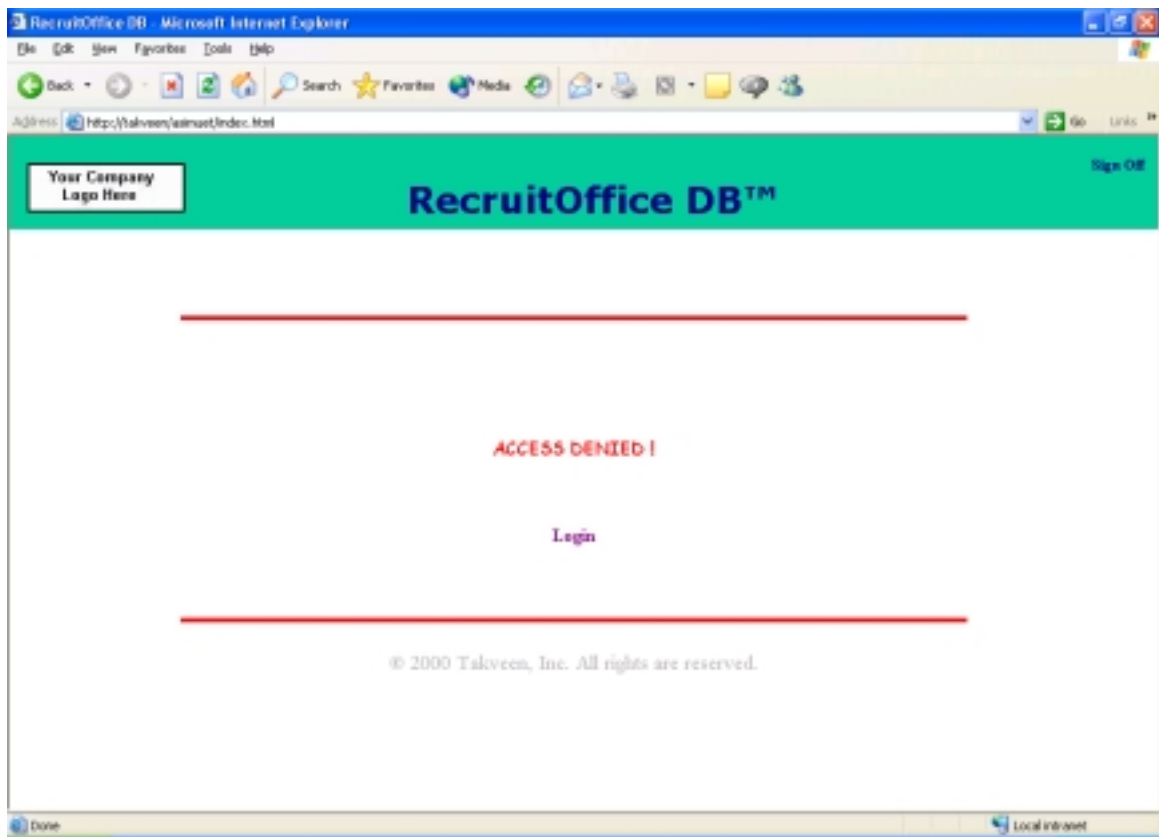 RecruitOffice DB - Microsoft Internet Explorer
File Edit View Favorites Tools Help
Back Search Favorites Media
Address http://takveen/asimuet/index.html Go Links
Your Company
Logo Here
Sign Off
RecruitOffice DB™
ACCESS DENIED !
Login
© 2000 Takveen, Inc. All rights are reserved.
Done Local intranet